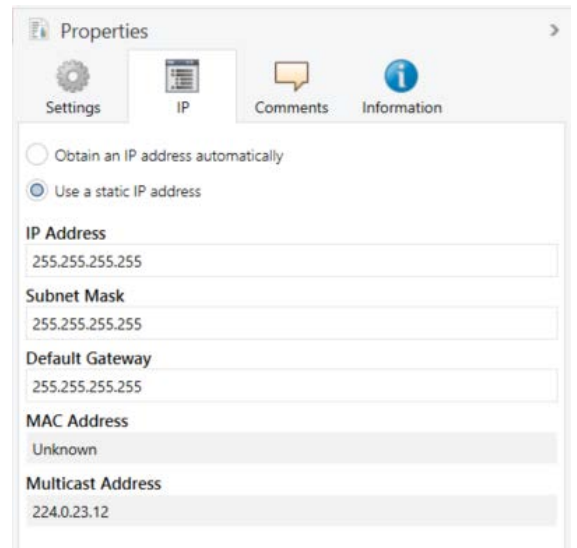 Properties
Settings IP Comments Information
Obtain an IP address automatically
Use a static IP address
IP Address
255.255.255.255
Subnet Mask
255.255.255.255
Default Gateway
255.255.255.255
MAC Address
Unknown
Multicast Address
224.0.23.12